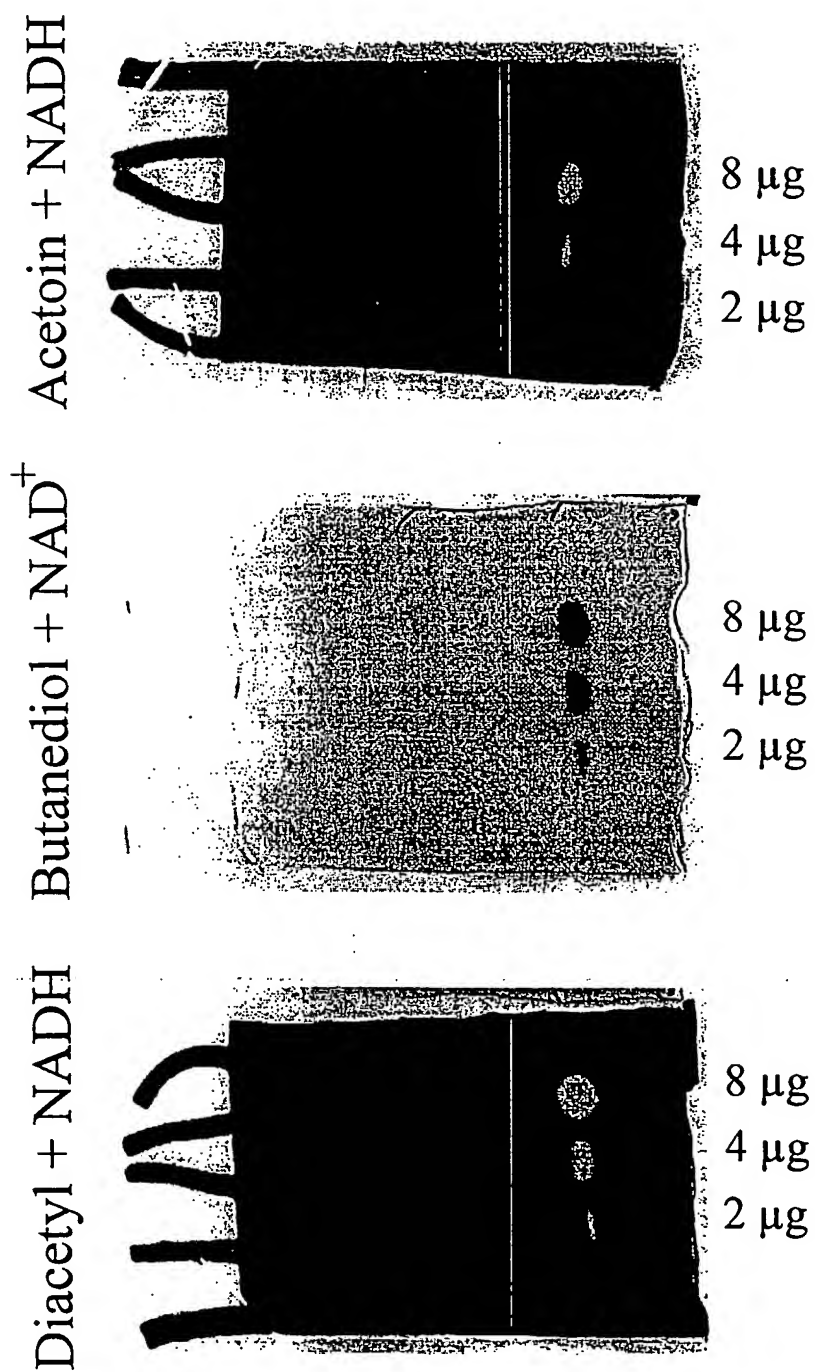 Acetoin + NADH
8 µg
4 µg
2 µg
Butanediol + NAD⁺
8 µg
4 µg
2 µg
Diacetyl + NADH
8 µg
4 µg
2 µg